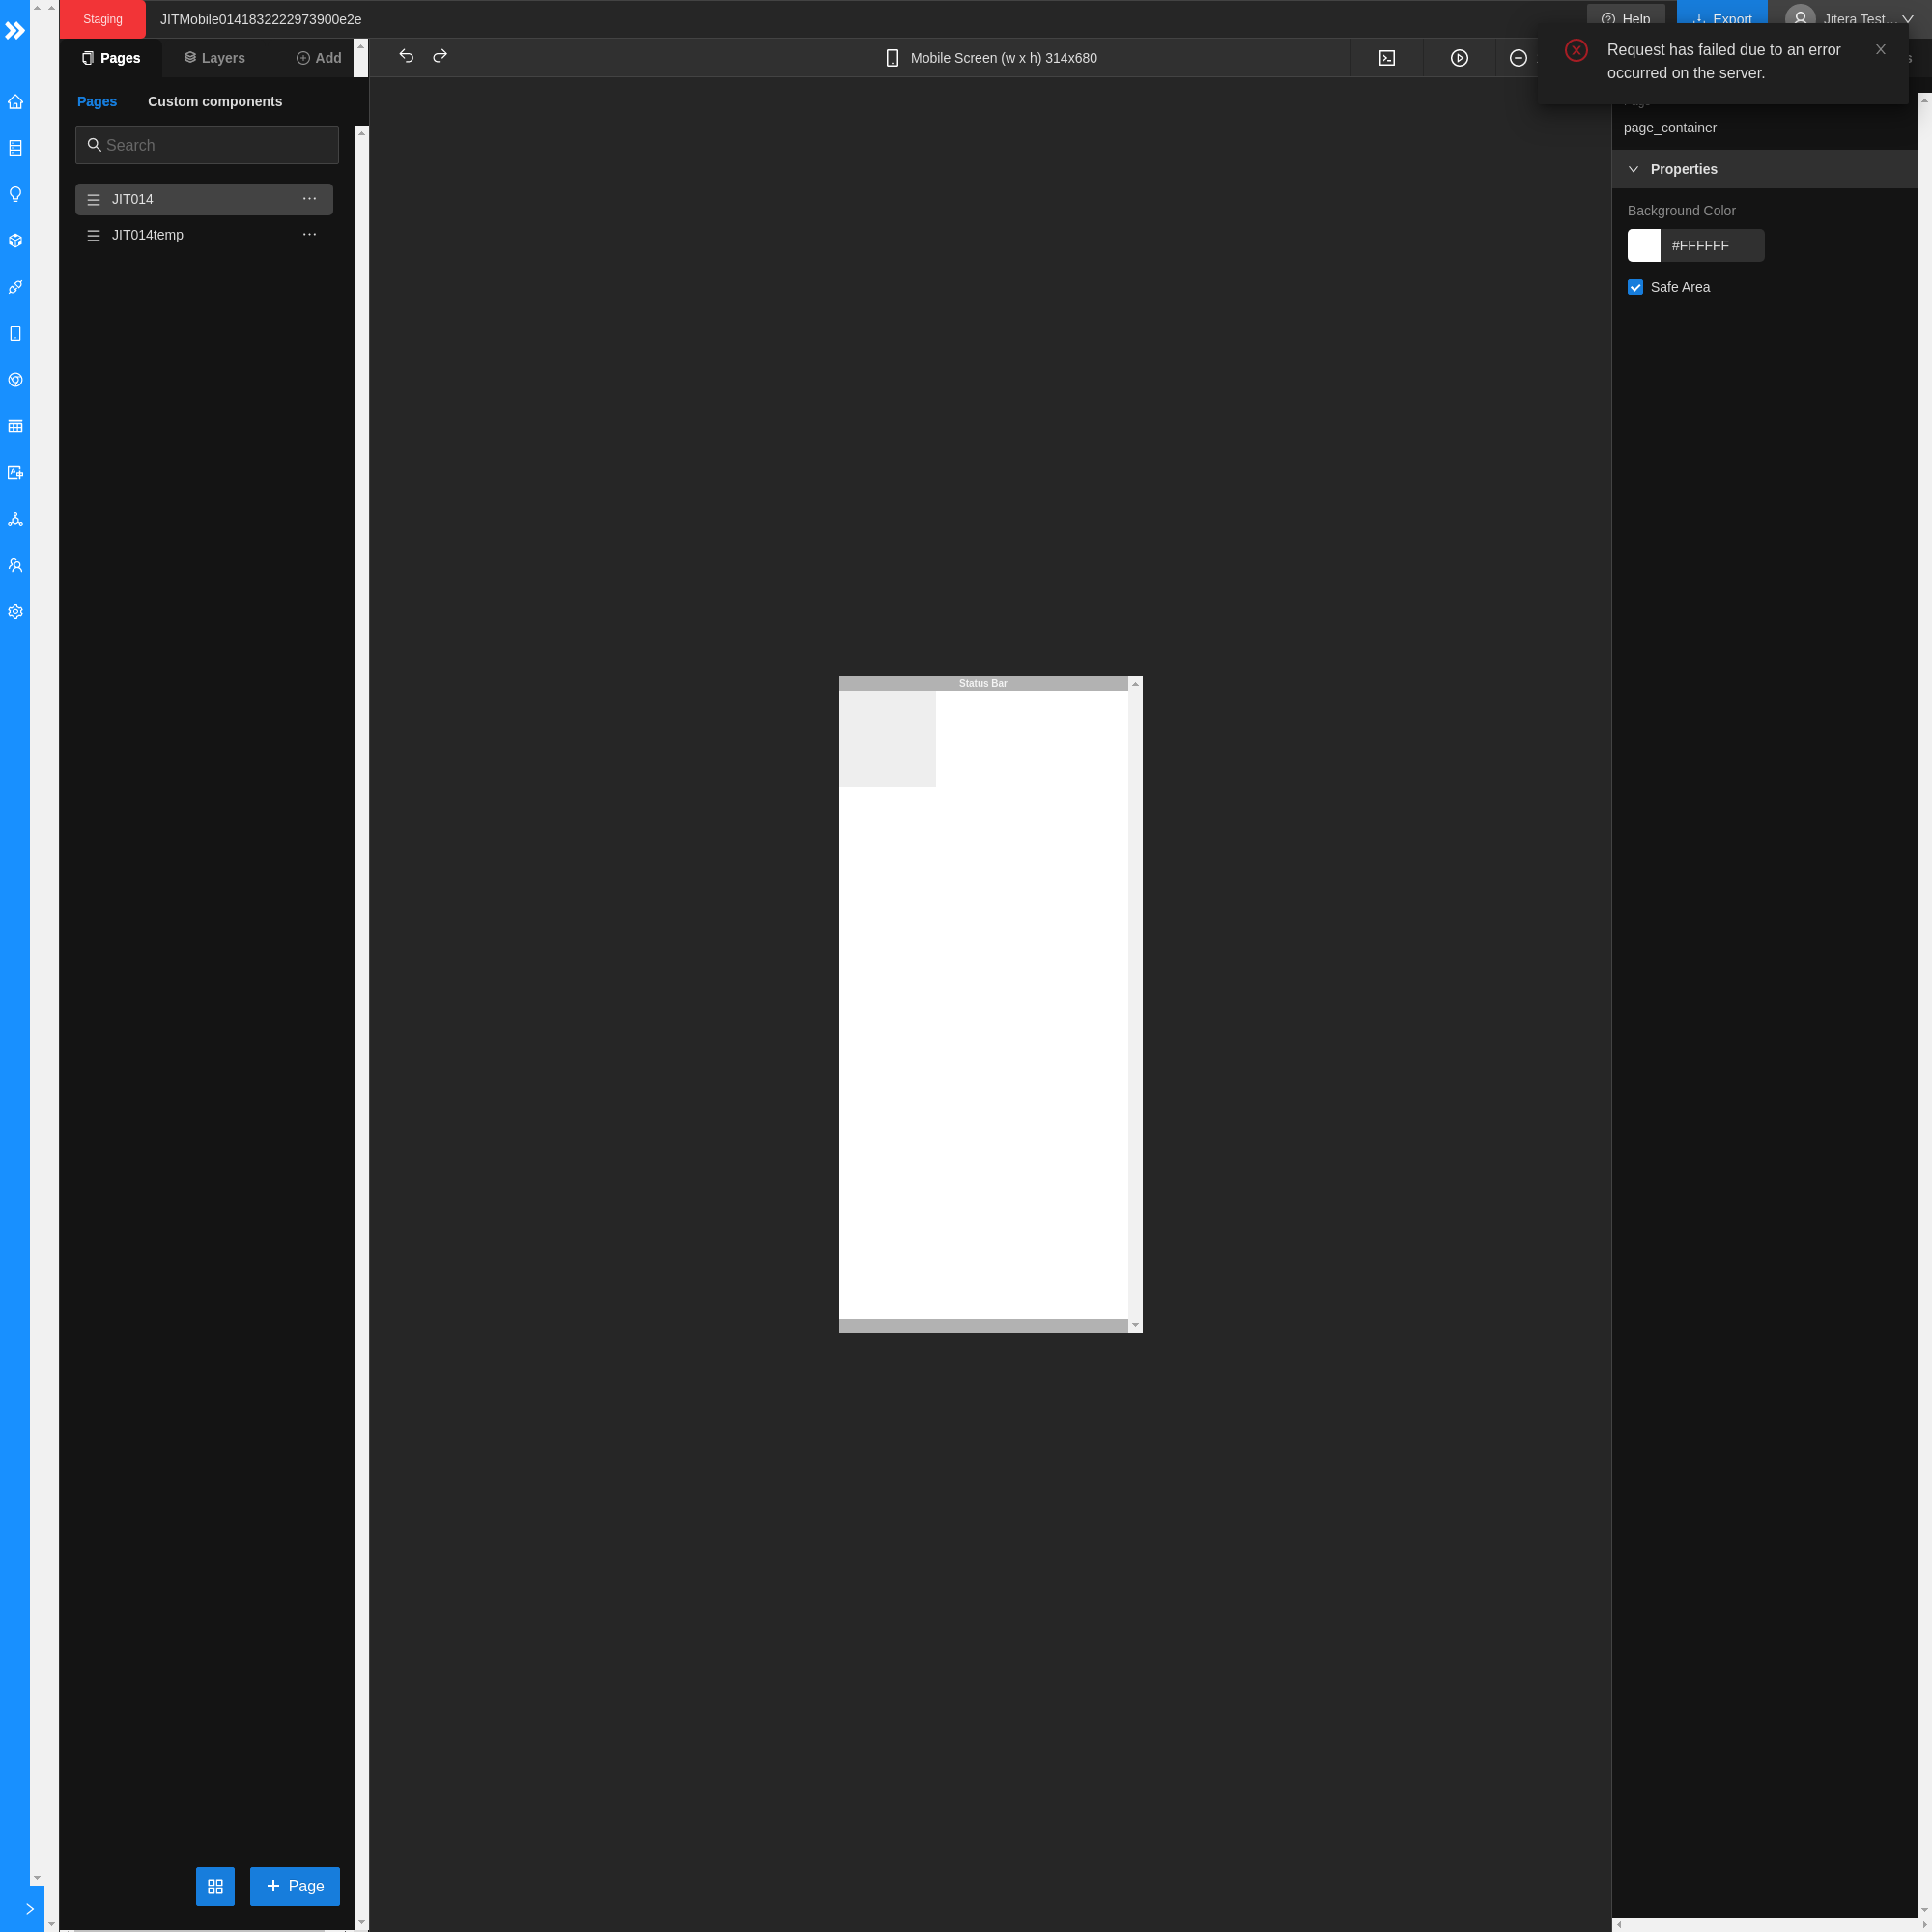 Staging
JITMobile0141832222973900e2e
Help
Export
Jitera Test...
Request has failed due to an error
occurred on the server.
Pages
Layers
Add
Mobile Screen (w x h) 314x680
Pages
Custom components
Search
JIT014
JIT014temp
page_container
Properties
Background Color
#FFFFFF
Safe Area
Status Bar
Page